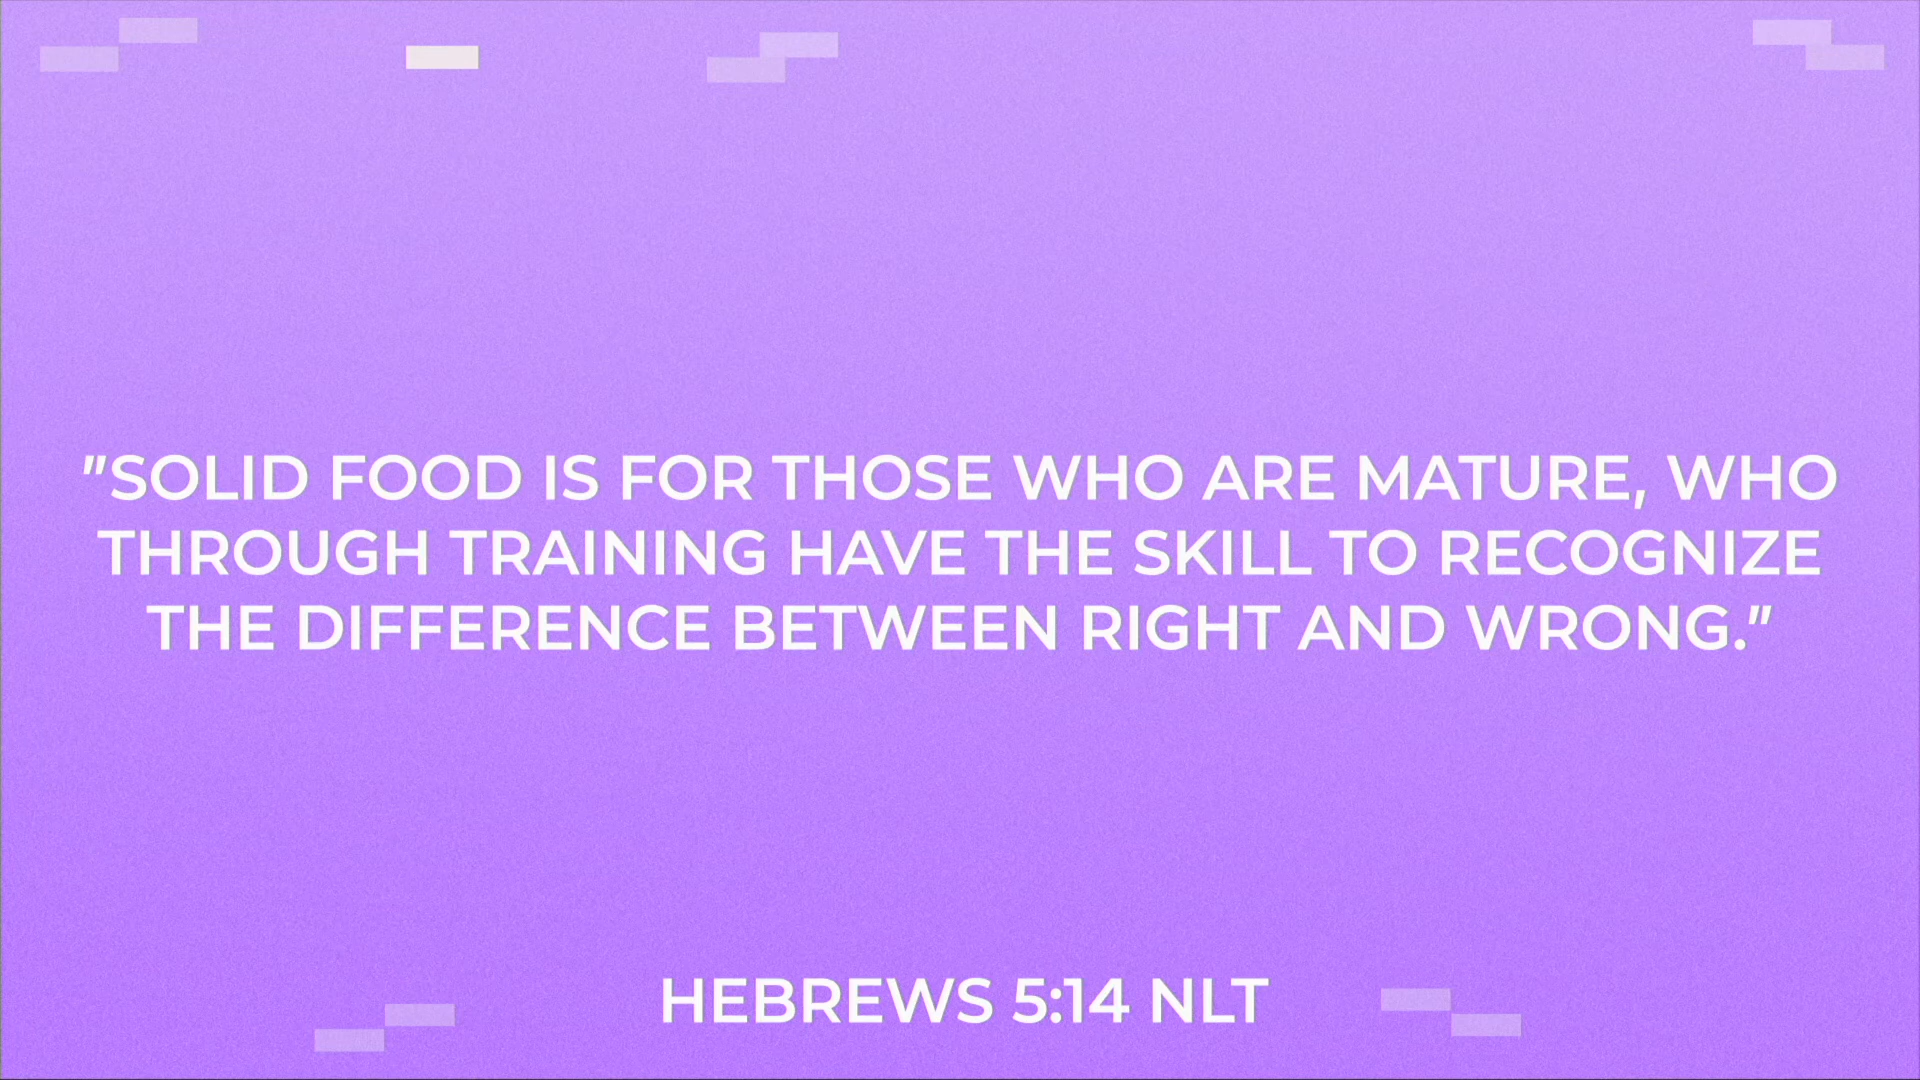 "SOLID FOOD IS FOR THOSE WHO ARE MATURE, WHO
THROUGH TRAINING HAVE THE SKILL TO RECOGNIZE
THE DIFFERENCE BETWEEN RIGHT AND WRONG."
HEBREWS 5:14 NLT